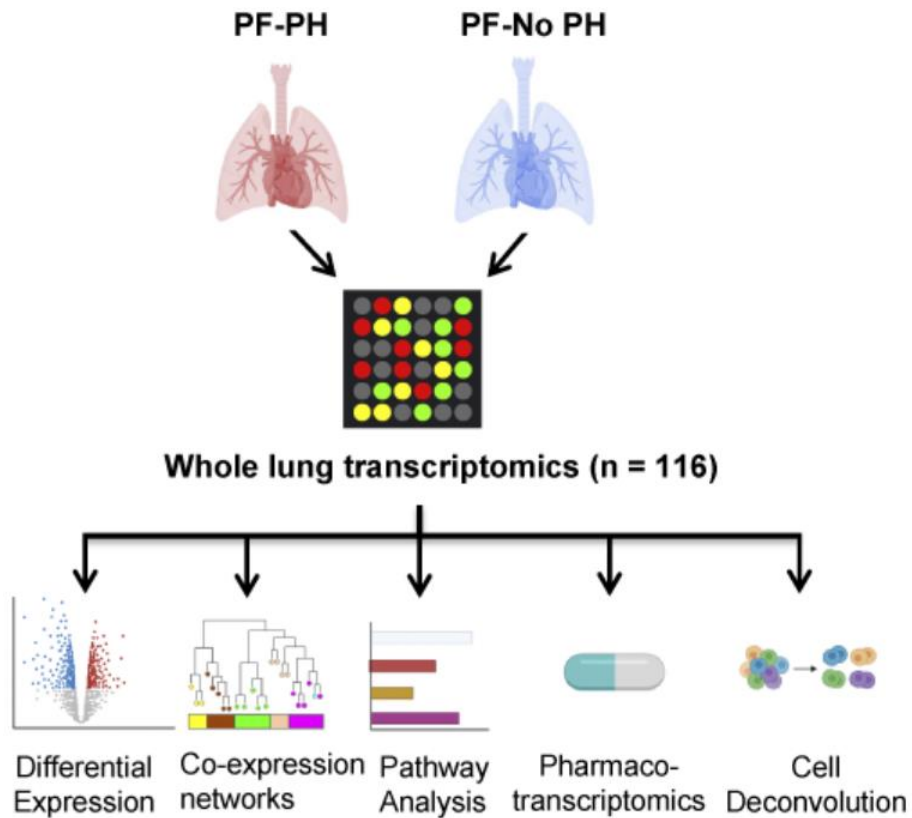 PF-PH PF-No PH
Whole lung transcriptomics (n = 116)
Differential
Expression
Co-expression
networks
Pathway
Analysis
Pharmaco-
transcriptomics
Cell
Deconvolution